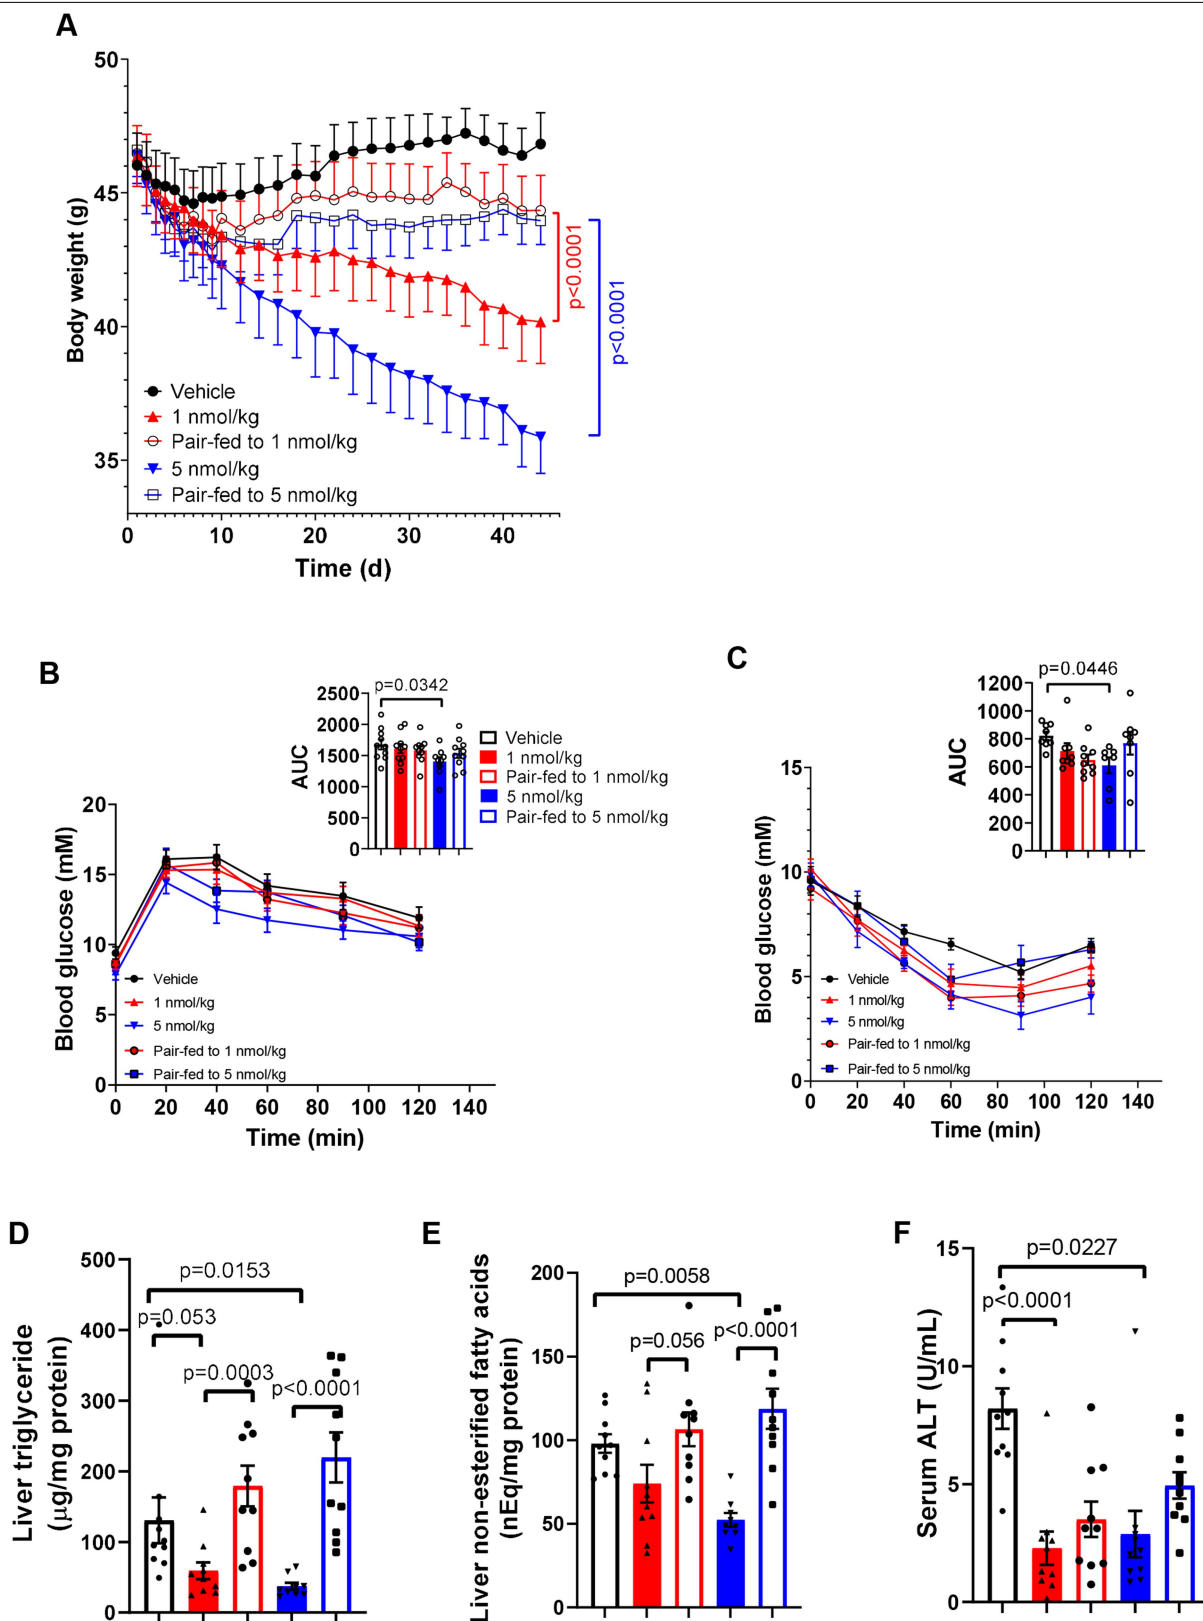 A
50
45
40
35
Body weight (g)
Vehicle
1 nmol/kg
Pair-fed to 1 nmol/kg
5 nmol/kg
Pair-fed to 5 nmol/kg
p<0.0001
p<0.0001
0 10 20 30 40
Time (d)
B
2500
2000
1500
1000
500
0
AUC
p=0.0342
Vehicle
1 nmol/kg
Pair-fed to 1 nmol/kg
5 nmol/kg
Pair-fed to 5 nmol/kg
20
15
10
5
0
Blood glucose (mM)
Vehicle
1 nmol/kg
5 nmol/kg
Pair-fed to 1 nmol/kg
Pair-fed to 5 nmol/kg
0 20 40 60 80 100 120 140
Time (min)
C
1200
1000
800
600
400
200
0
AUC
p=0.0446
15
10
5
0
Blood glucose (mM)
Vehicle
1 nmol/kg
5 nmol/kg
Pair-fed to 1 nmol/kg
Pair-fed to 5 nmol/kg
0 20 40 60 80 100 120 140
Time (min)
D
500
400
300
200
100
0
Liver triglyceride
(µg/mg protein)
p=0.0153
p=0.053
p=0.0003
p<0.0001
E
200
150
100
50
0
Liver non-esterified fatty acids
(nEq/mg protein)
p=0.0058
p=0.056
p<0.0001
F
15
10
5
0
Serum ALT (U/mL)
p=0.0227
p<0.0001